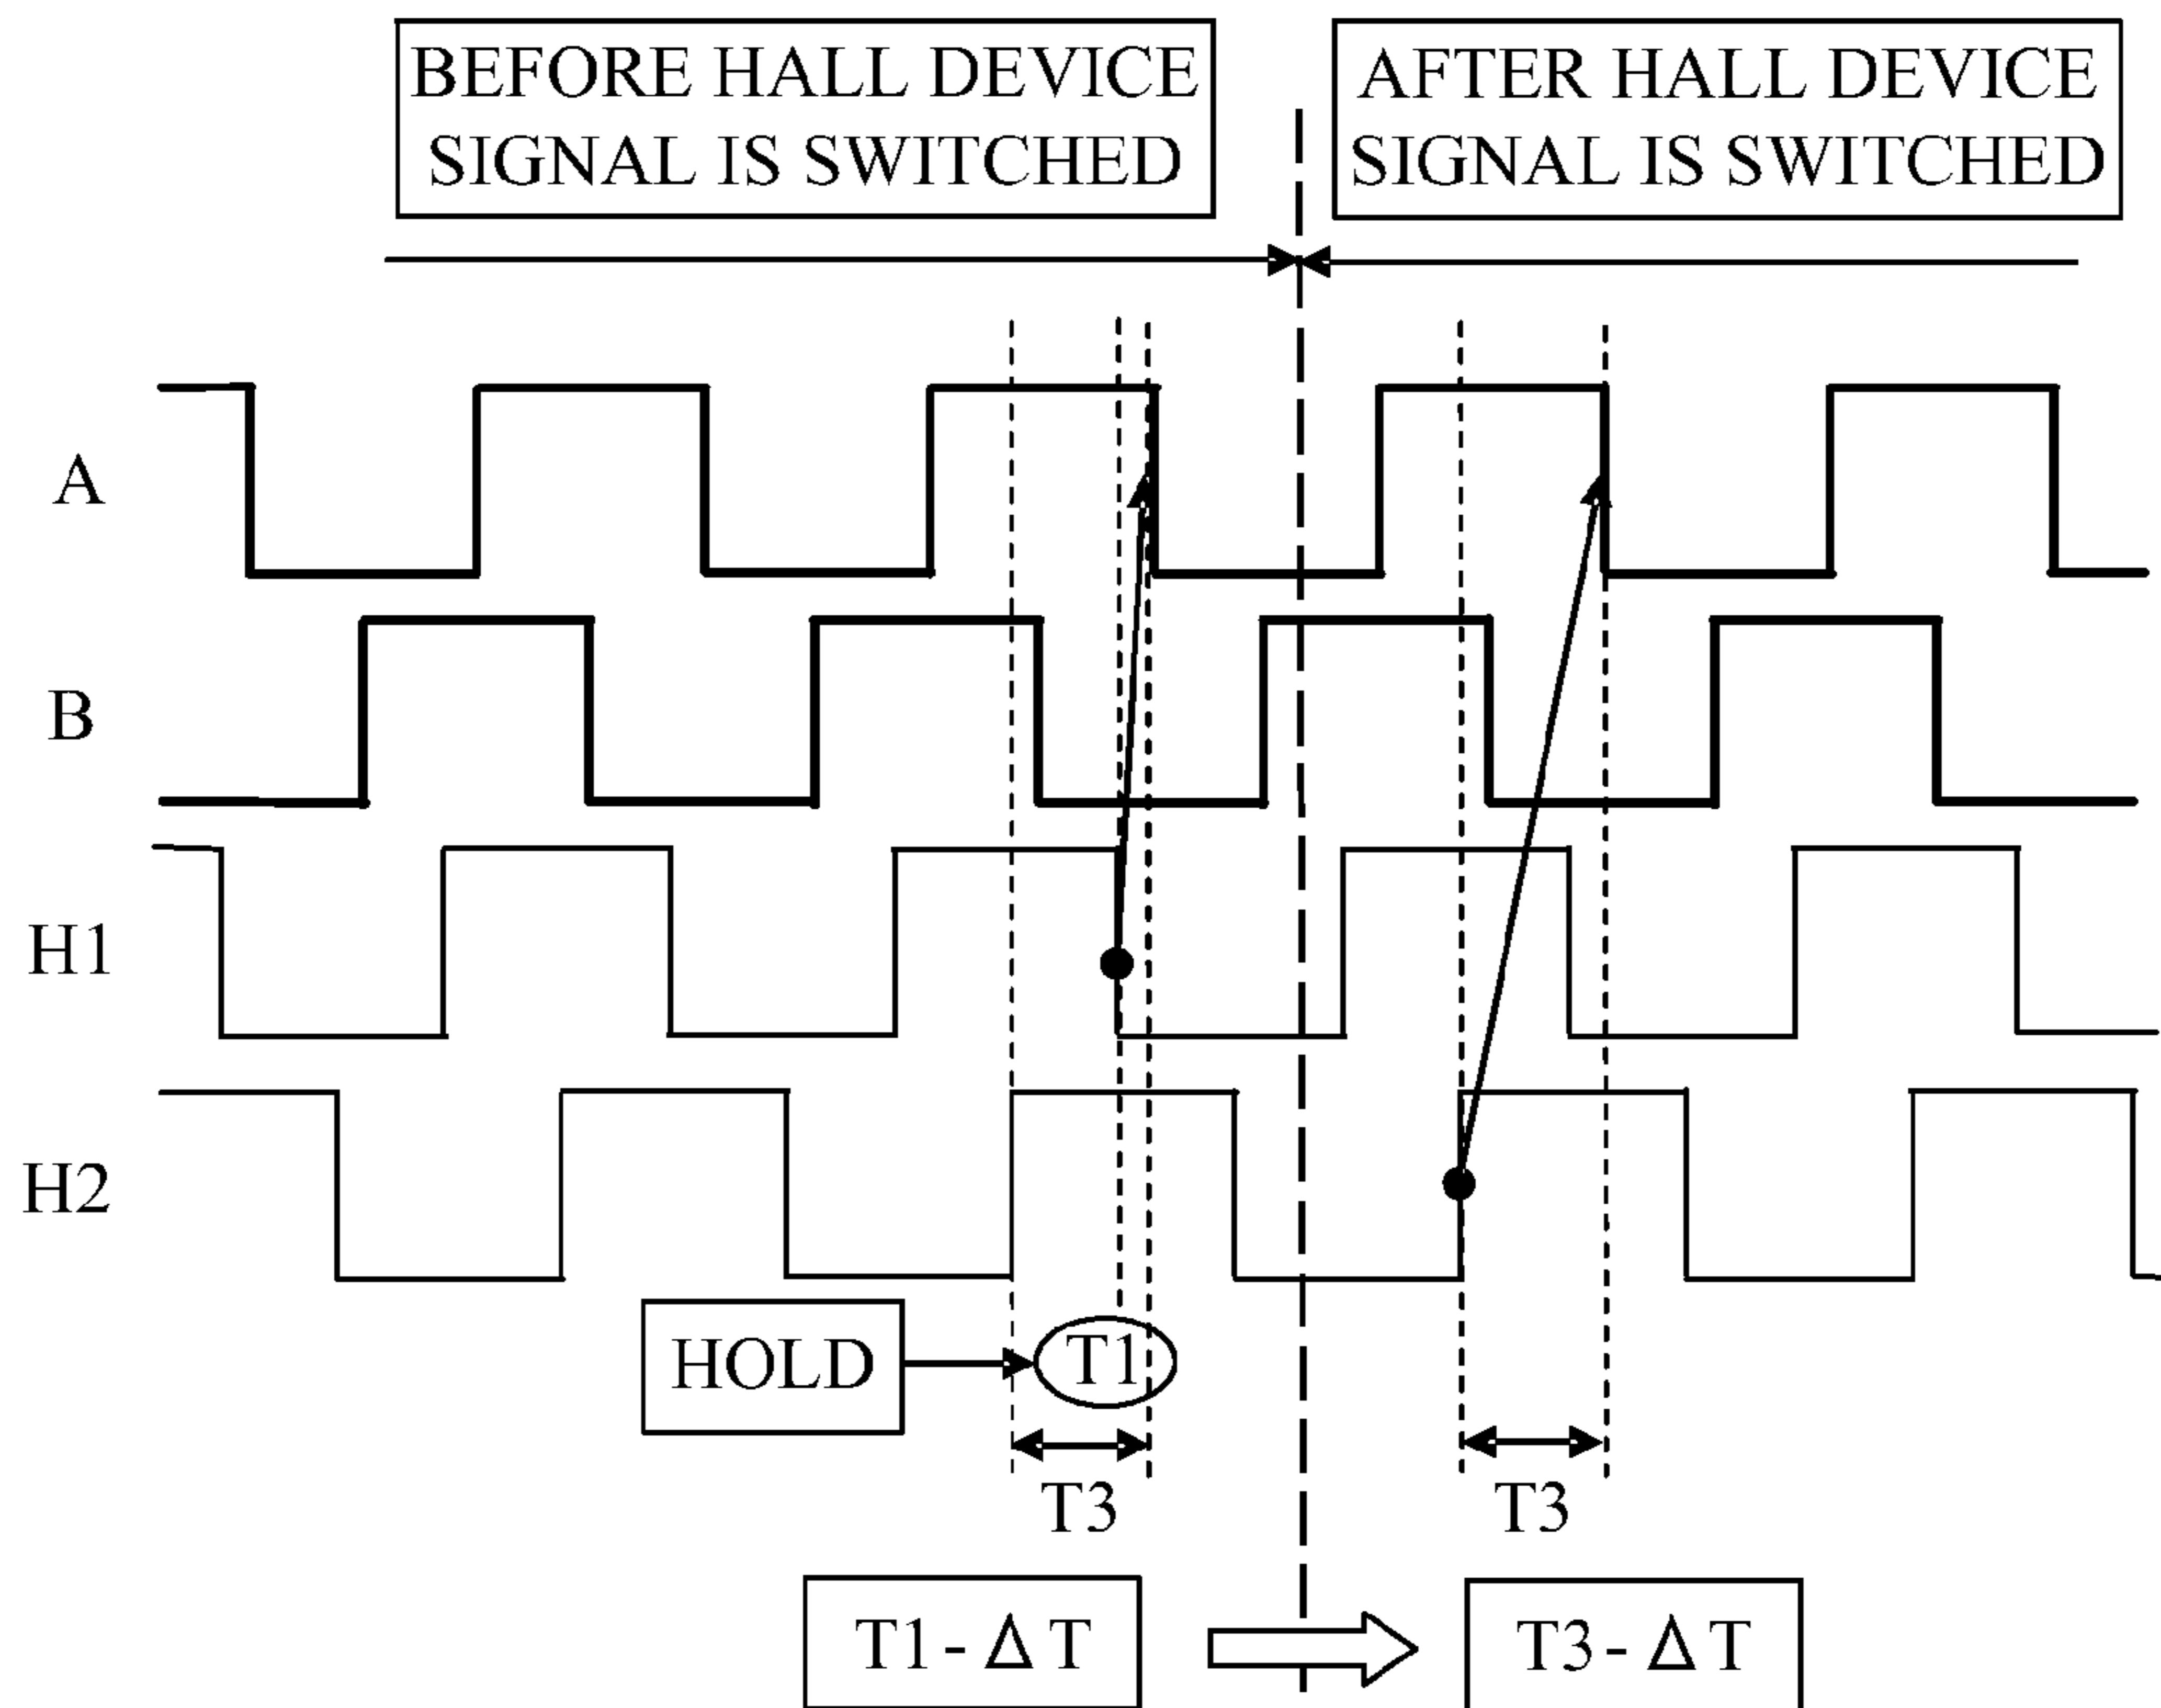 BEFORE HALL DEVICE
SIGNAL IS SWITCHED
AFTER HALL DEVICE
SIGNAL IS SWITCHED
A
B
H1
H2
HOLD
T1
T3
T3
T1-ΔT
T3-ΔT